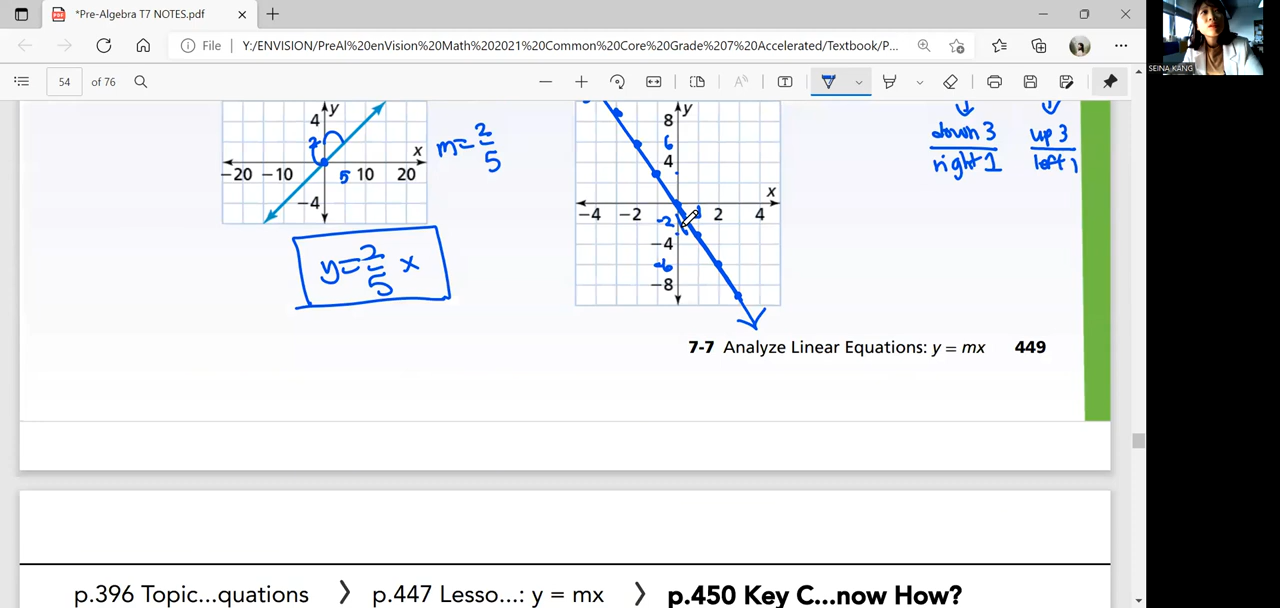 *Pre-Algebra T7 NOTES.pdf
File Y:/ENVISION/PreAl%20enVision%20Math%202021%20Common%20Core%20Grade%207%20Accelerated/Textbook/P...
54 of 76
SEINA KANG
4 y
2
x
-20 -10 5 10 20
-4
m=2/5
y=2/5 x
8 y
6
4
x
-4 -2 2 4
-2
-4
-6
-8
down 3 up 3
right 1 left 1
7-7 Analyze Linear Equations: y = mx 449
p.396 Topic...quations > p.447 Lesso...: y = mx > p.450 Key C...now How?